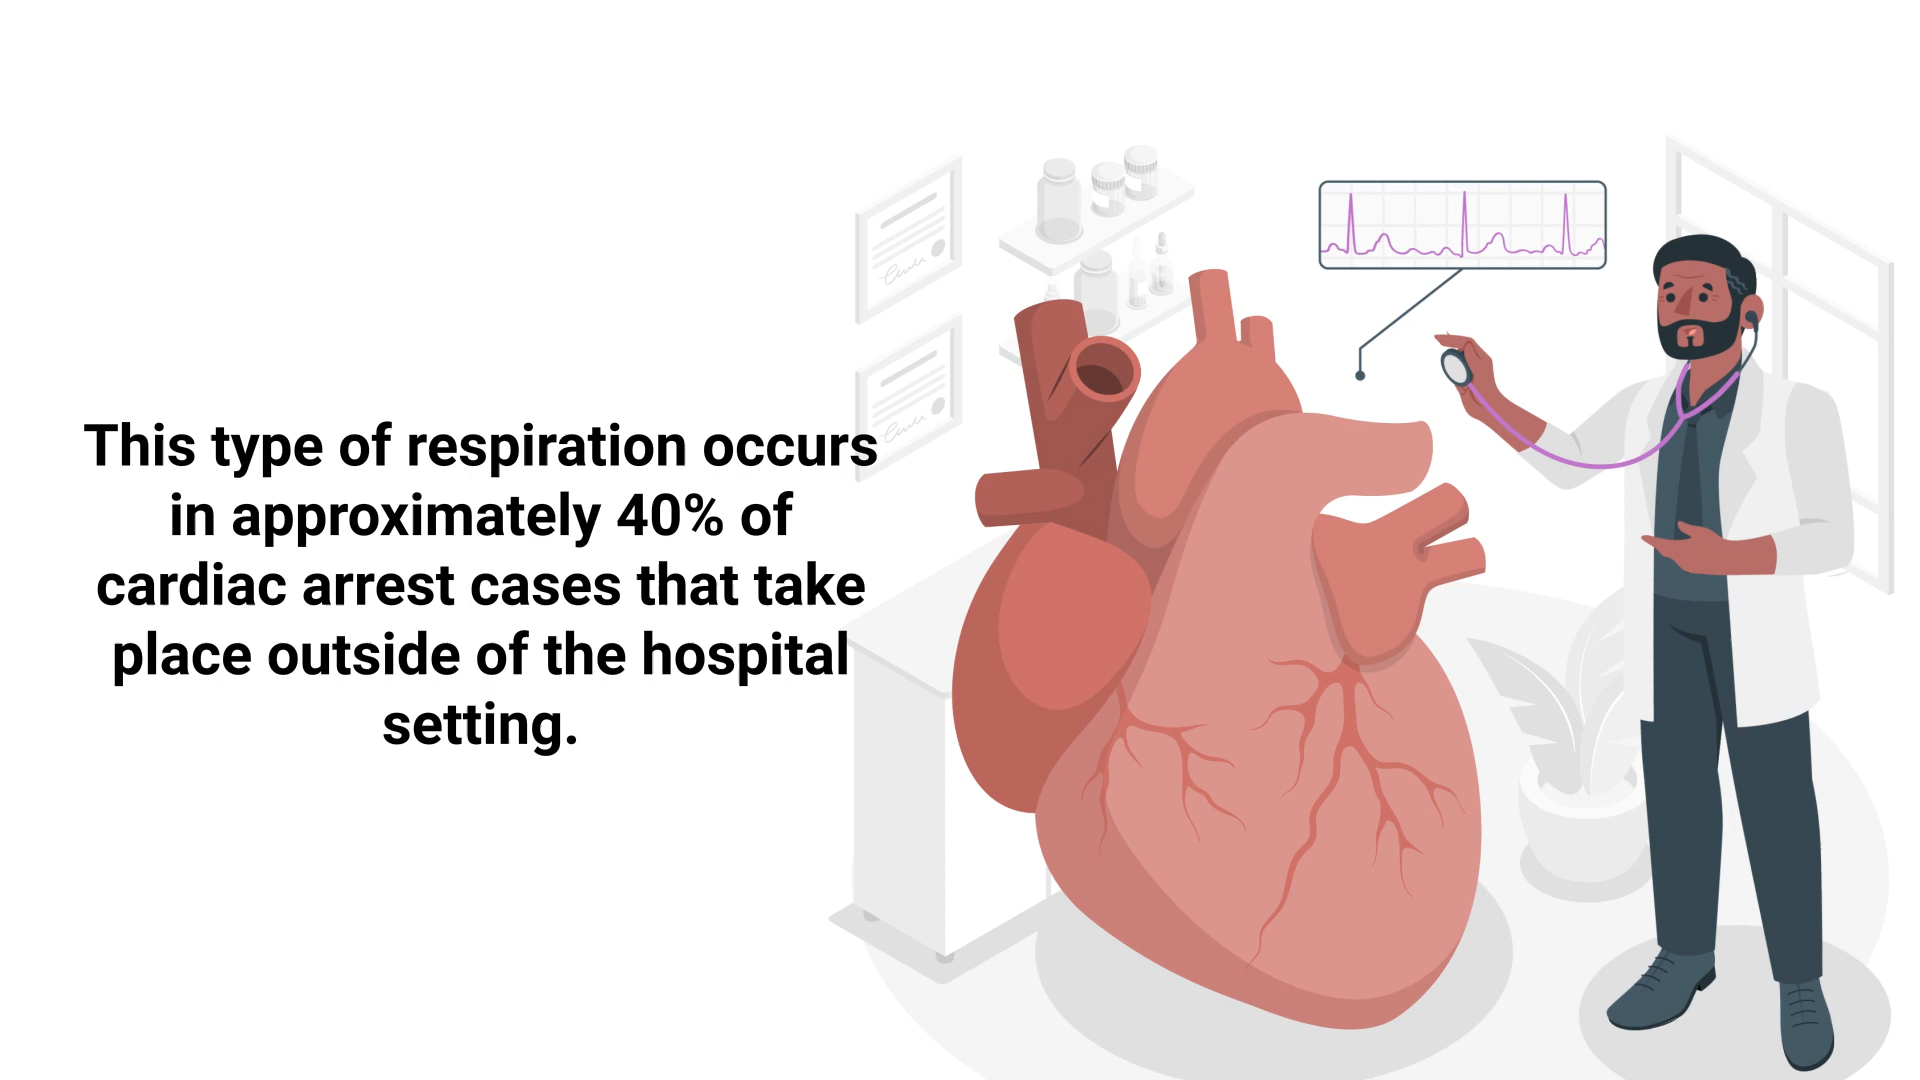 This type of respiration occurs
in approximately 40% of
cardiac arrest cases that take
place outside of the hospital
setting.